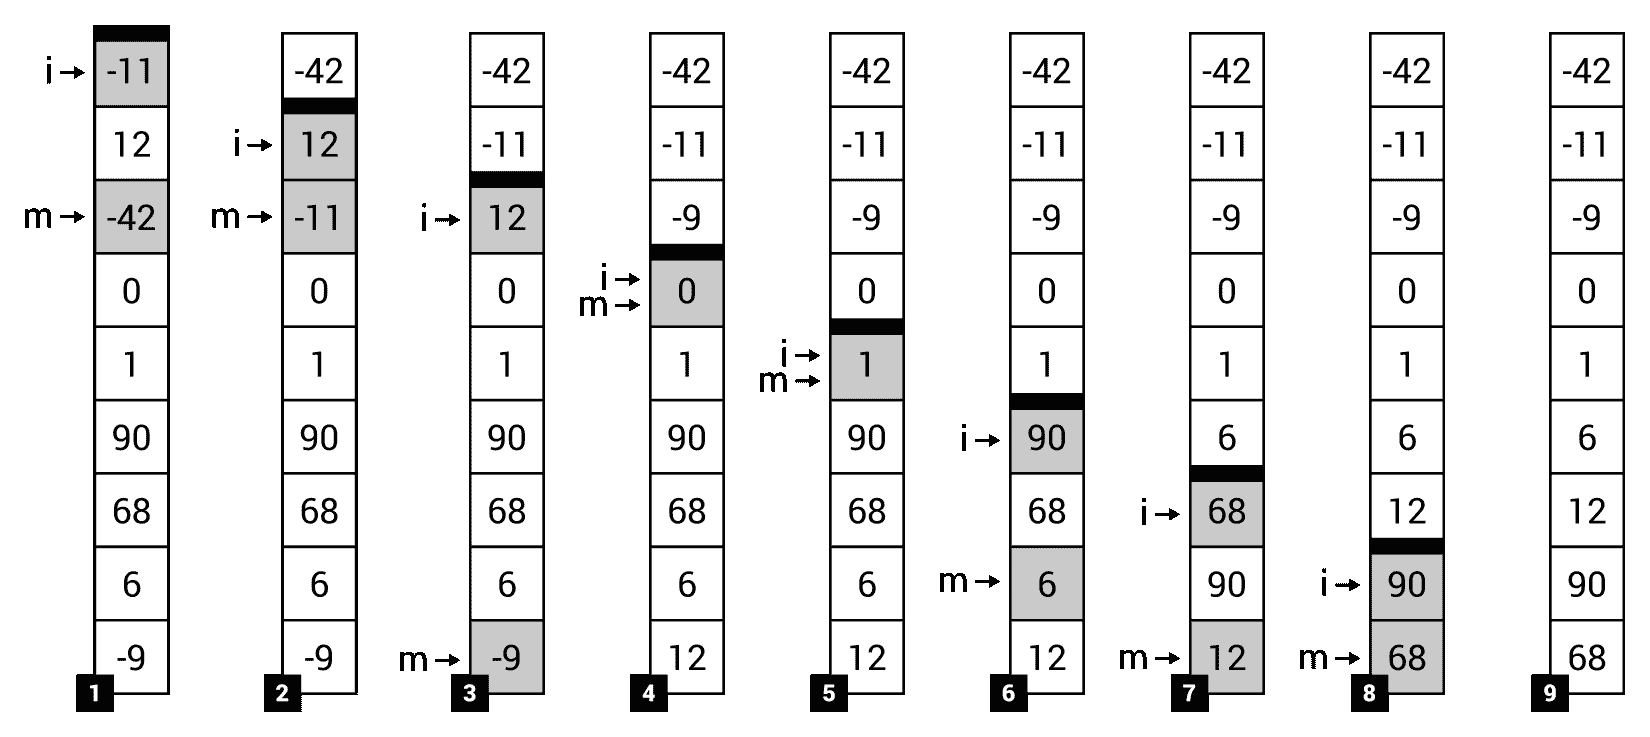 -11 -42 -42 -42 -42 -42 -42 -42 -42
i→ 12 12 -11 -11 -11 -11 -11 -11 -11
m→ -42 -11 12 -9 -9 -9 -9 -9 -9
0 0 0 0 0 0 0 0 0
1 1 1 1 1 1 1 1 1
90 90 90 90 90 90 6 6 6
68 68 68 68 68 68 68 12 12
6 6 6 6 6 6 90 90 90
-9 -9 -9 12 12 12 12 68 68
1 2 3 4 5 6 7 8 9